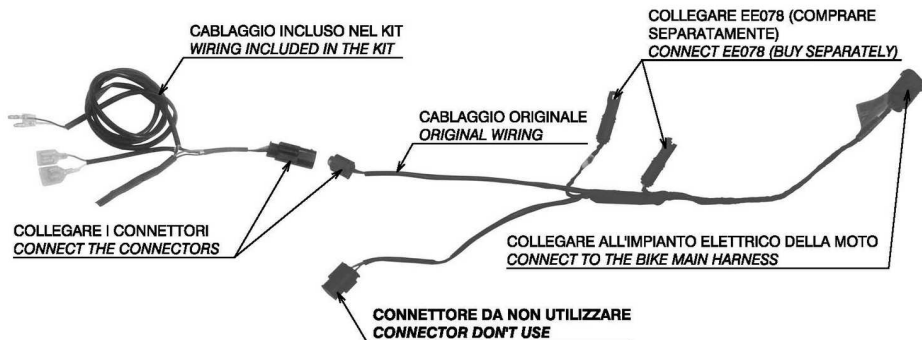 CABLAGGIO INCLUSO NEL KIT
WIRING INCLUDED IN THE KIT
COLLEGARE EE078 (COMPRARE
SEPARATAMENTE)
CONNECT EE078 (BUY SEPARATELY)
CABLAGGIO ORIGINALE
ORIGINAL WIRING
COLLEGARE I CONNETTORI
CONNECT THE CONNECTORS
COLLEGARE ALL'IMPIANTO ELETTRICO DELLA MOTO
CONNECT TO THE BIKE MAIN HARNESS
CONNETTORE DA NON UTILIZZARE
CONNECTOR DON'T USE